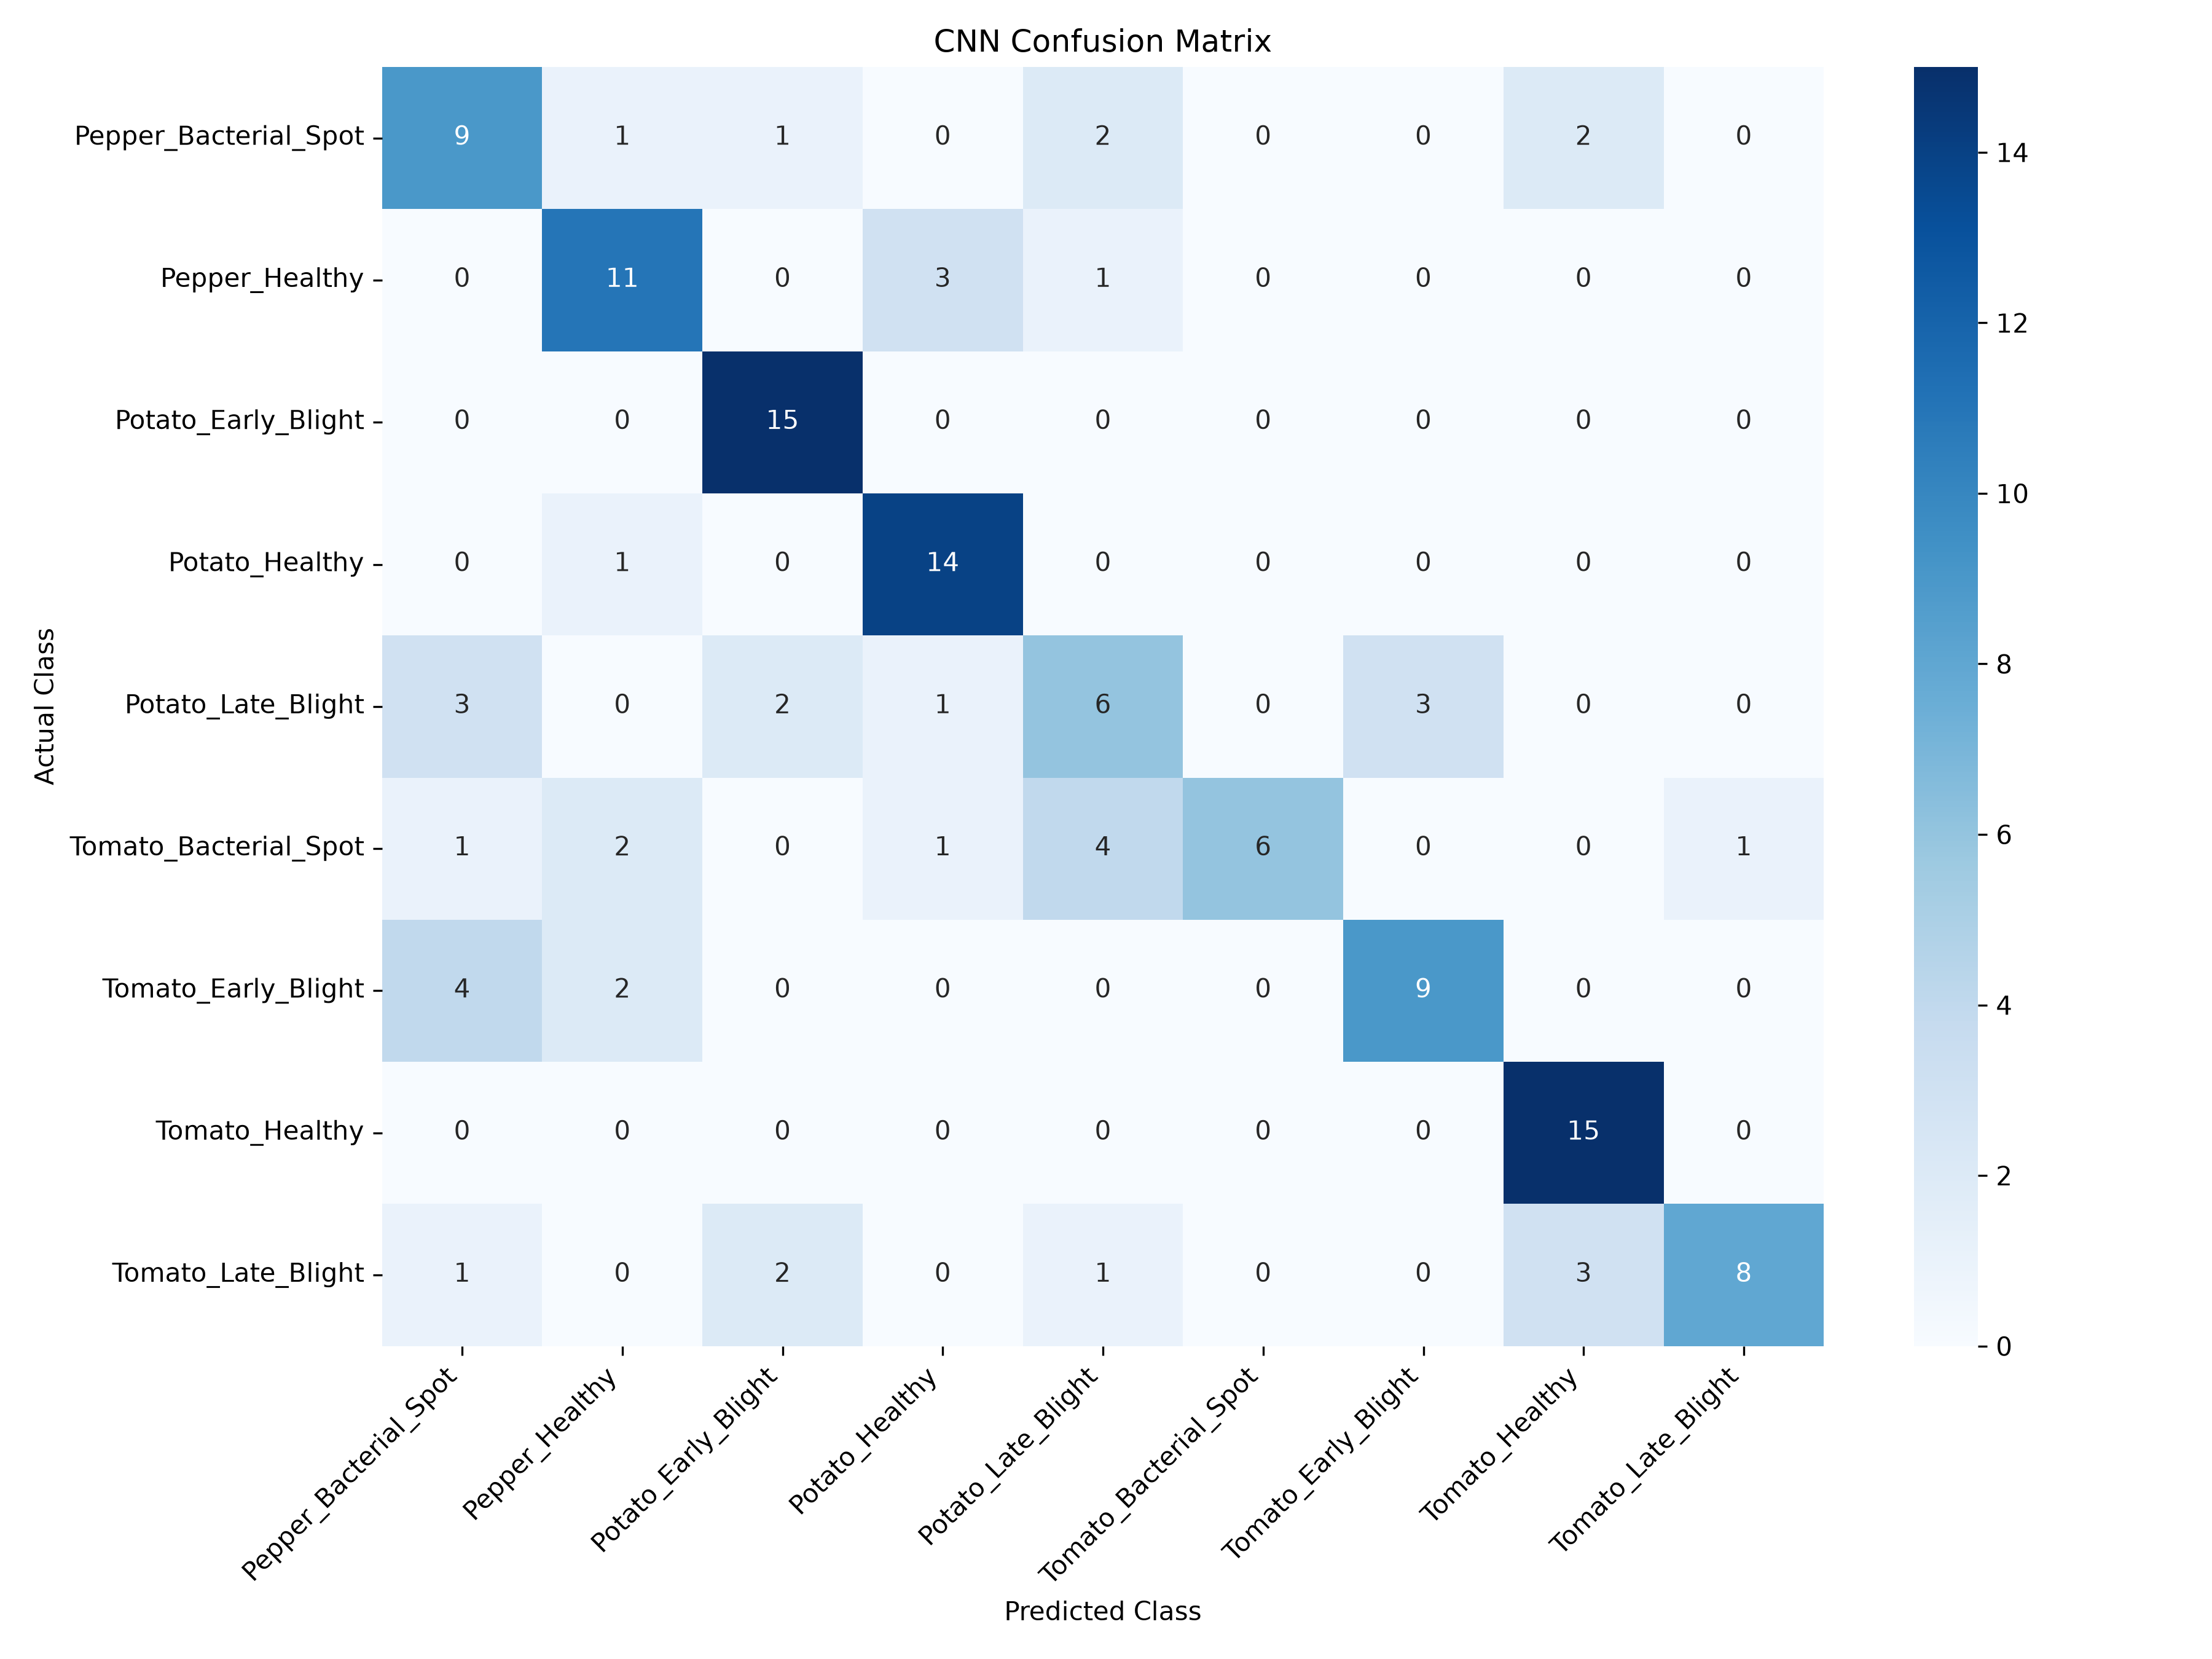 CNN Confusion Matrix
Pepper_Bacterial_Spot 9 1 1 0 2 0 0 2 0
Pepper_Healthy 0 11 0 3 1 0 0 0 0
Potato_Early_Blight 0 0 15 0 0 0 0 0 0
Potato_Healthy 0 1 0 14 0 0 0 0 0
Potato_Late_Blight 3 0 2 1 6 0 3 0 0
Tomato_Bacterial_Spot 1 2 0 1 4 6 0 0 1
Tomato_Early_Blight 4 2 0 0 0 0 9 0 0
Tomato_Healthy 0 0 0 0 0 0 0 15 0
Tomato_Late_Blight 1 0 2 0 1 0 0 3 8
Actual Class
Pepper_Bacterial_Spot
Pepper_Healthy
Potato_Early_Blight
Potato_Healthy
Potato_Late_Blight
Tomato_Bacterial_Spot
Tomato_Early_Blight
Tomato_Healthy
Tomato_Late_Blight
Predicted Class
14
12
10
8
6
4
2
0